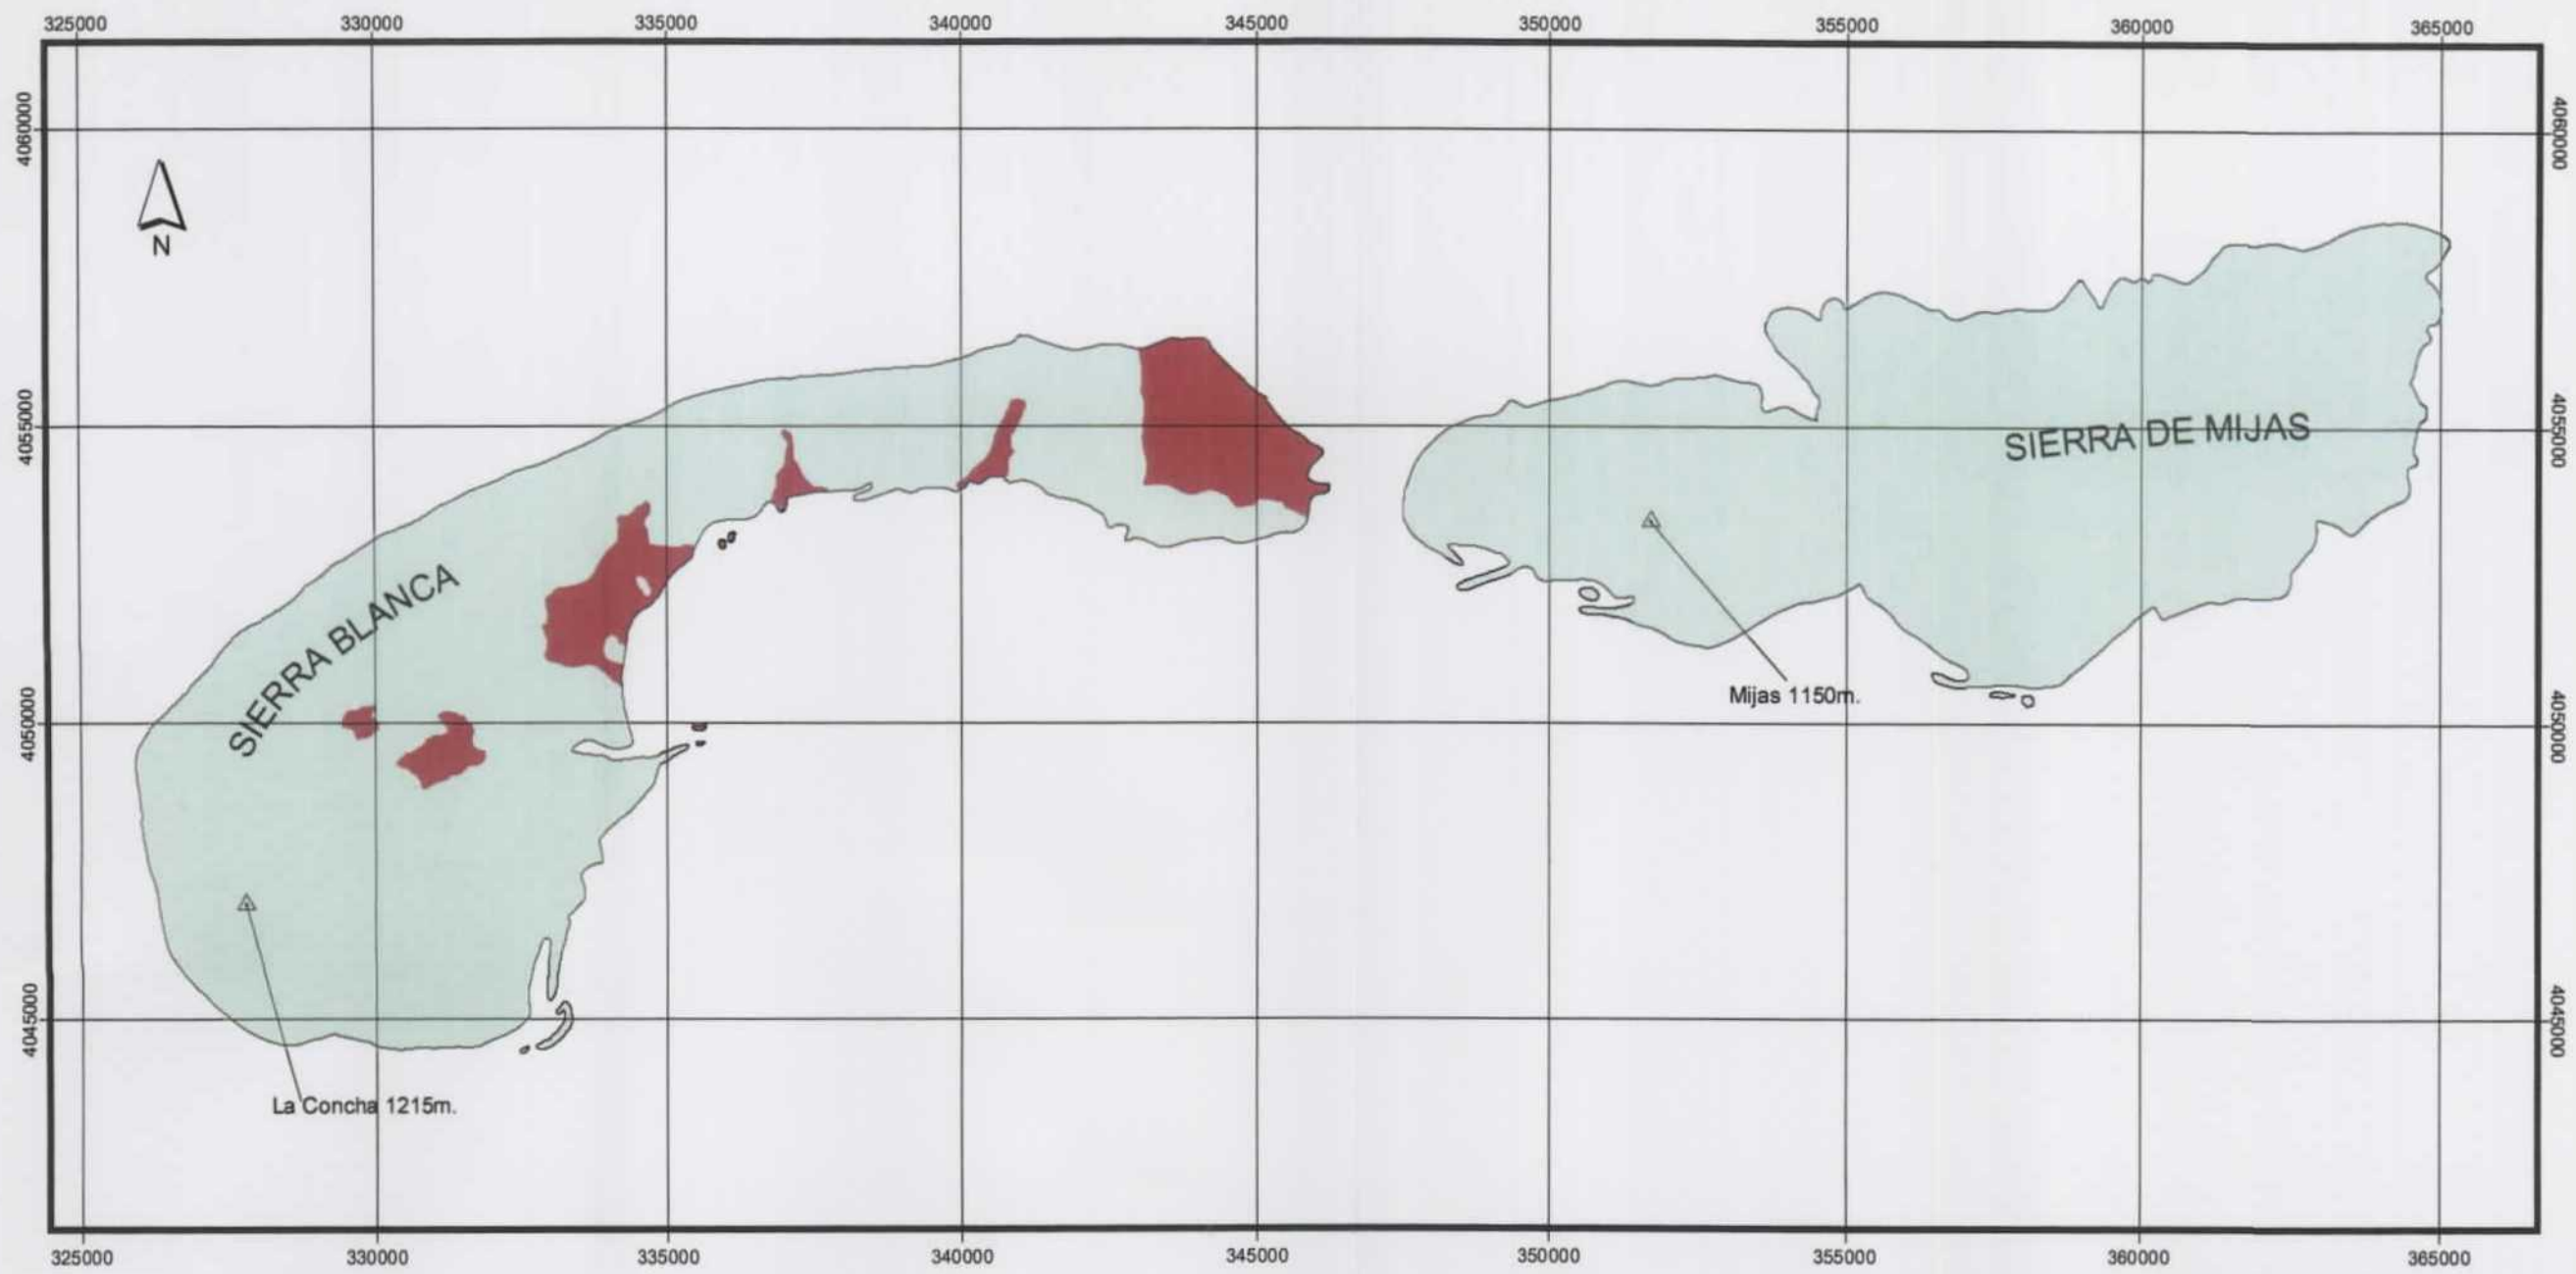 325000 330000 335000 340000 345000 350000 355000 360000 365000
4060000 4060000
N
4055000 SIERRA DE MIJAS 4055000
SIERRA BLANCA
Mijas 1150m.
4050000 4050000
4045000 4045000
La Concha 1215m.
325000 330000 335000 340000 345000 350000 355000 360000 365000